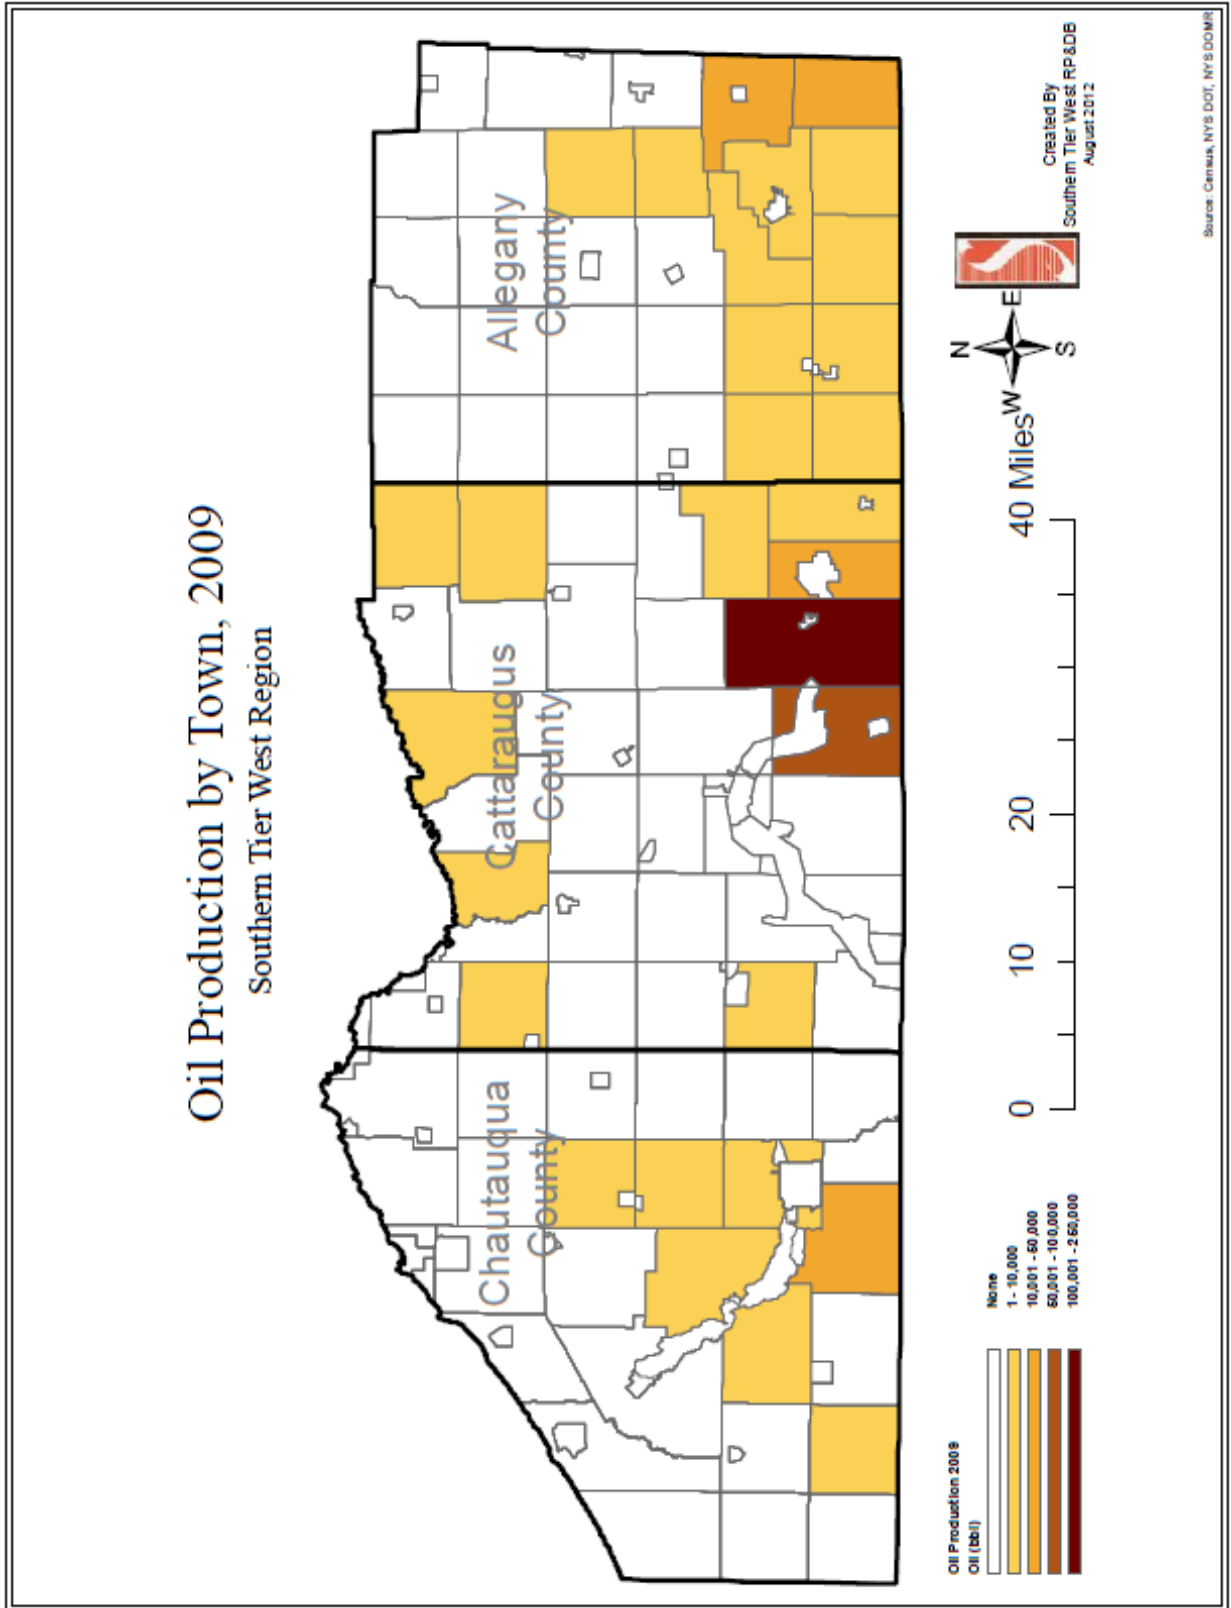 Oil Production by Town, 2009
Southern Tier West Region
Chautauqua
County
Cattaraugus
County
Allegany
County
Oil Production 2009
Oil (bbl)
None
1 - 10,000
10,001 - 50,000
50,001 - 100,000
100,001 - 250,000
0
10
20
40 Miles
N
W
E
S
Created By
Southern Tier West RP&DB
August 2012
Source: Census, NYS DOT, NYS DOMR